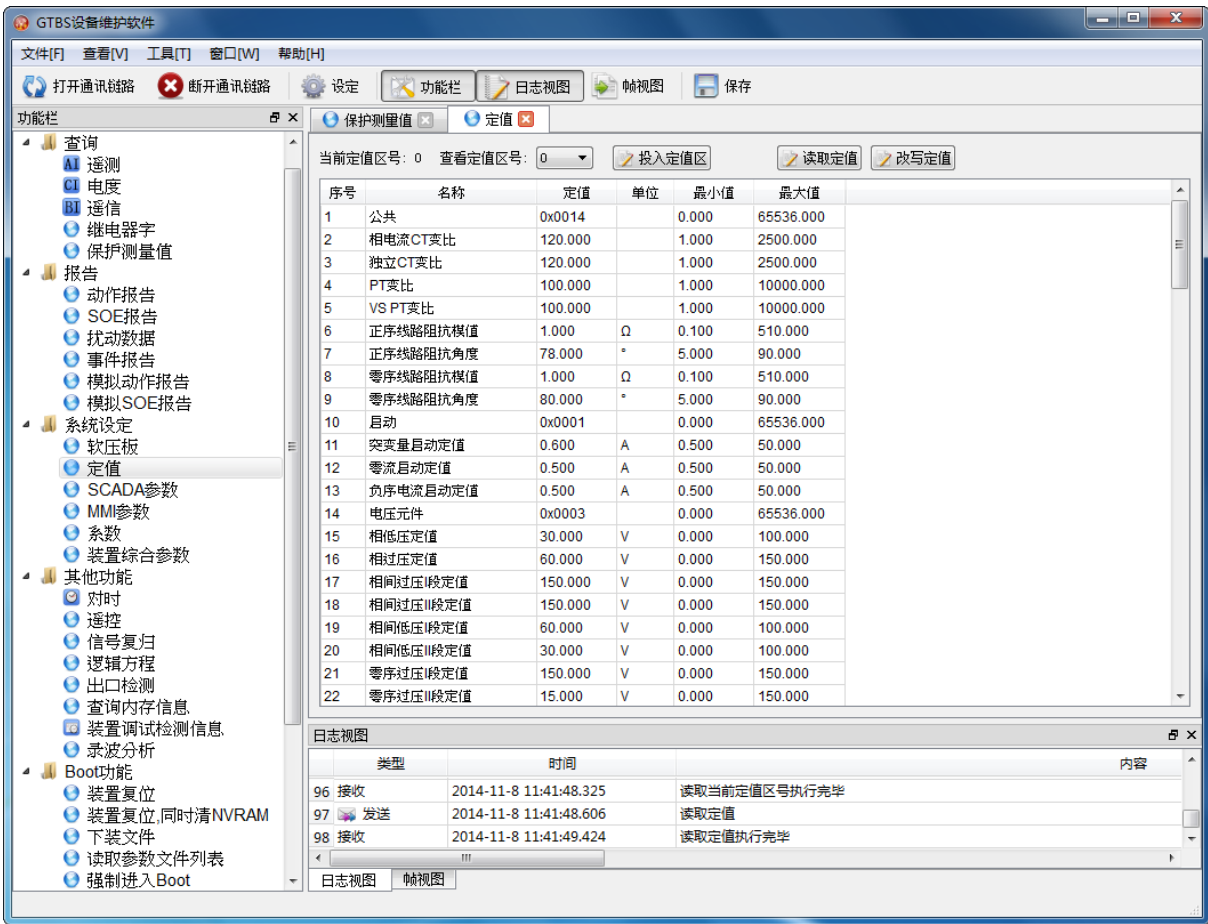 GTBS设备维护软件
文件[F] 查看[V] 工具[T] 窗口[W] 帮助[H]
打开通讯链路 断开通讯链路 设定 功能栏 日志视图 帧视图 保存
功能栏
查询
AI 遥测
CI 电度
BI 遥信
继电器字
保护测量值
报告
动作报告
SOE报告
扰动数据
事件报告
模拟动作报告
模拟SOE报告
系统设定
软压板
定值
SCADA参数
MMI参数
系数
装置综合参数
其他功能
对时
遥控
信号复归
逻辑方程
出口检测
查询内存信息
装置调试检测信息
录波分析
Boot功能
装置复位
装置复位,同时清NVRAM
下装文件
读取参数文件列表
强制进入Boot
保护测量值 定值
当前定值区号: 0 查看定值区号: 0 投入定值区 读取定值 改写定值
序号 名称 定值 单位 最小值 最大值
1 公共 0x0014 0.000 65536.000
2 相电流CT变比 120.000 1.000 2500.000
3 独立CT变比 120.000 1.000 2500.000
4 PT变比 100.000 1.000 10000.000
5 VS PT变比 100.000 1.000 10000.000
6 正序线路阻抗模值 1.000 Ω 0.100 510.000
7 正序线路阻抗角度 78.000 ° 5.000 90.000
8 零序线路阻抗模值 1.000 Ω 0.100 510.000
9 零序线路阻抗角度 80.000 ° 5.000 90.000
10 启动 0x0001 0.000 65536.000
11 突变量启动定值 0.600 A 0.500 50.000
12 零流启动定值 0.500 A 0.500 50.000
13 负序电流启动定值 0.500 A 0.500 50.000
14 电压元件 0x0003 0.000 65536.000
15 相低压定值 30.000 V 0.000 100.000
16 相过压定值 60.000 V 0.000 150.000
17 相间过压I段定值 150.000 V 0.000 150.000
18 相间过压II段定值 150.000 V 0.000 150.000
19 相间低压I段定值 60.000 V 0.000 100.000
20 相间低压II段定值 30.000 V 0.000 100.000
21 零序过压I段定值 150.000 V 0.000 150.000
22 零序过压II段定值 15.000 V 0.000 150.000
日志视图
类型 时间 内容
96 接收 2014-11-8 11:41:48.325 读取当前定值区号执行完毕
97 发送 2014-11-8 11:41:48.606 读取定值
98 接收 2014-11-8 11:41:49.424 读取定值执行完毕
日志视图 帧视图